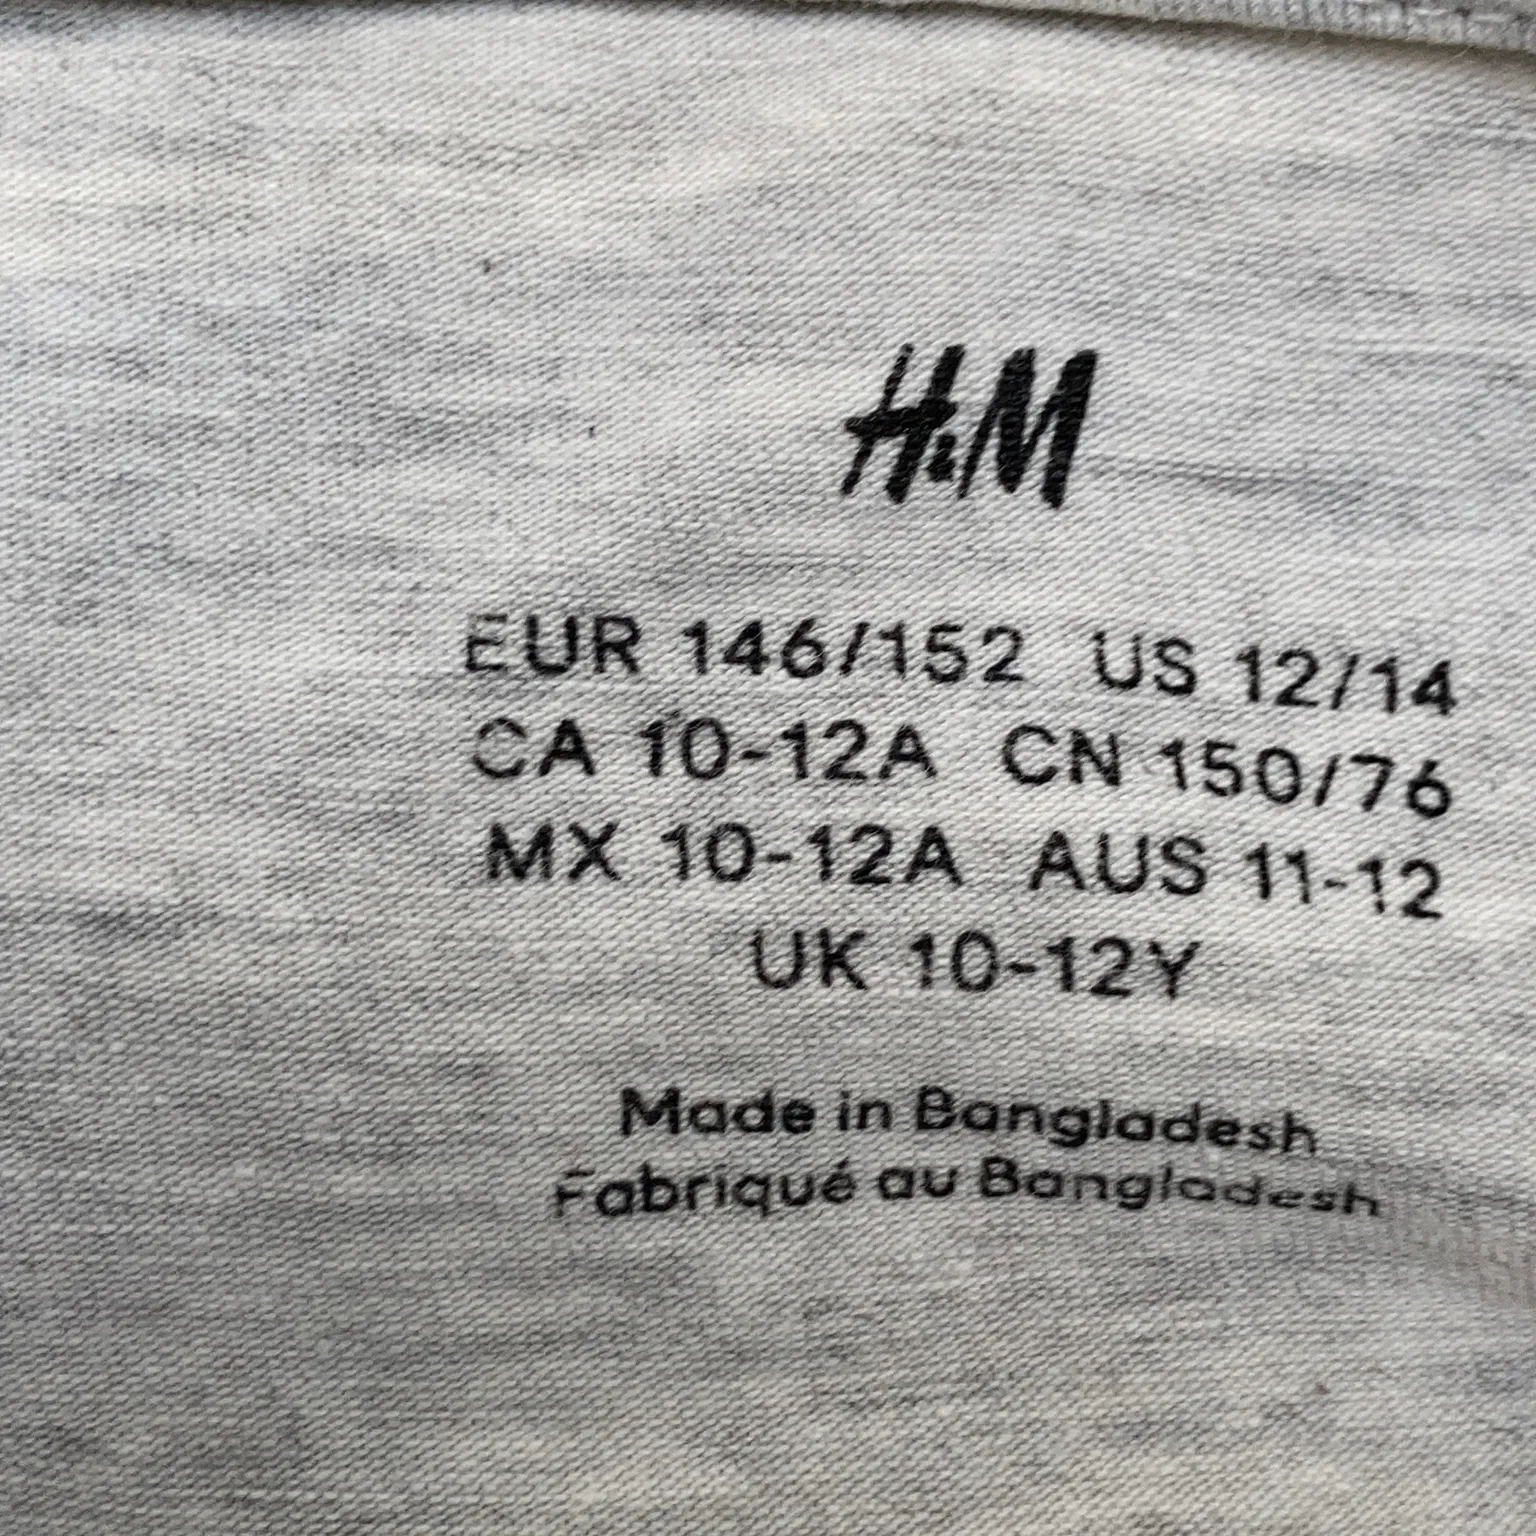 H&M
EUR 146/152 US 12/14
CA 10-12A CN 150/76
MX 10-12A AUS 11-12
UK 10-12Y
Made in Bangladesh
Fabriqué au Bangladesh